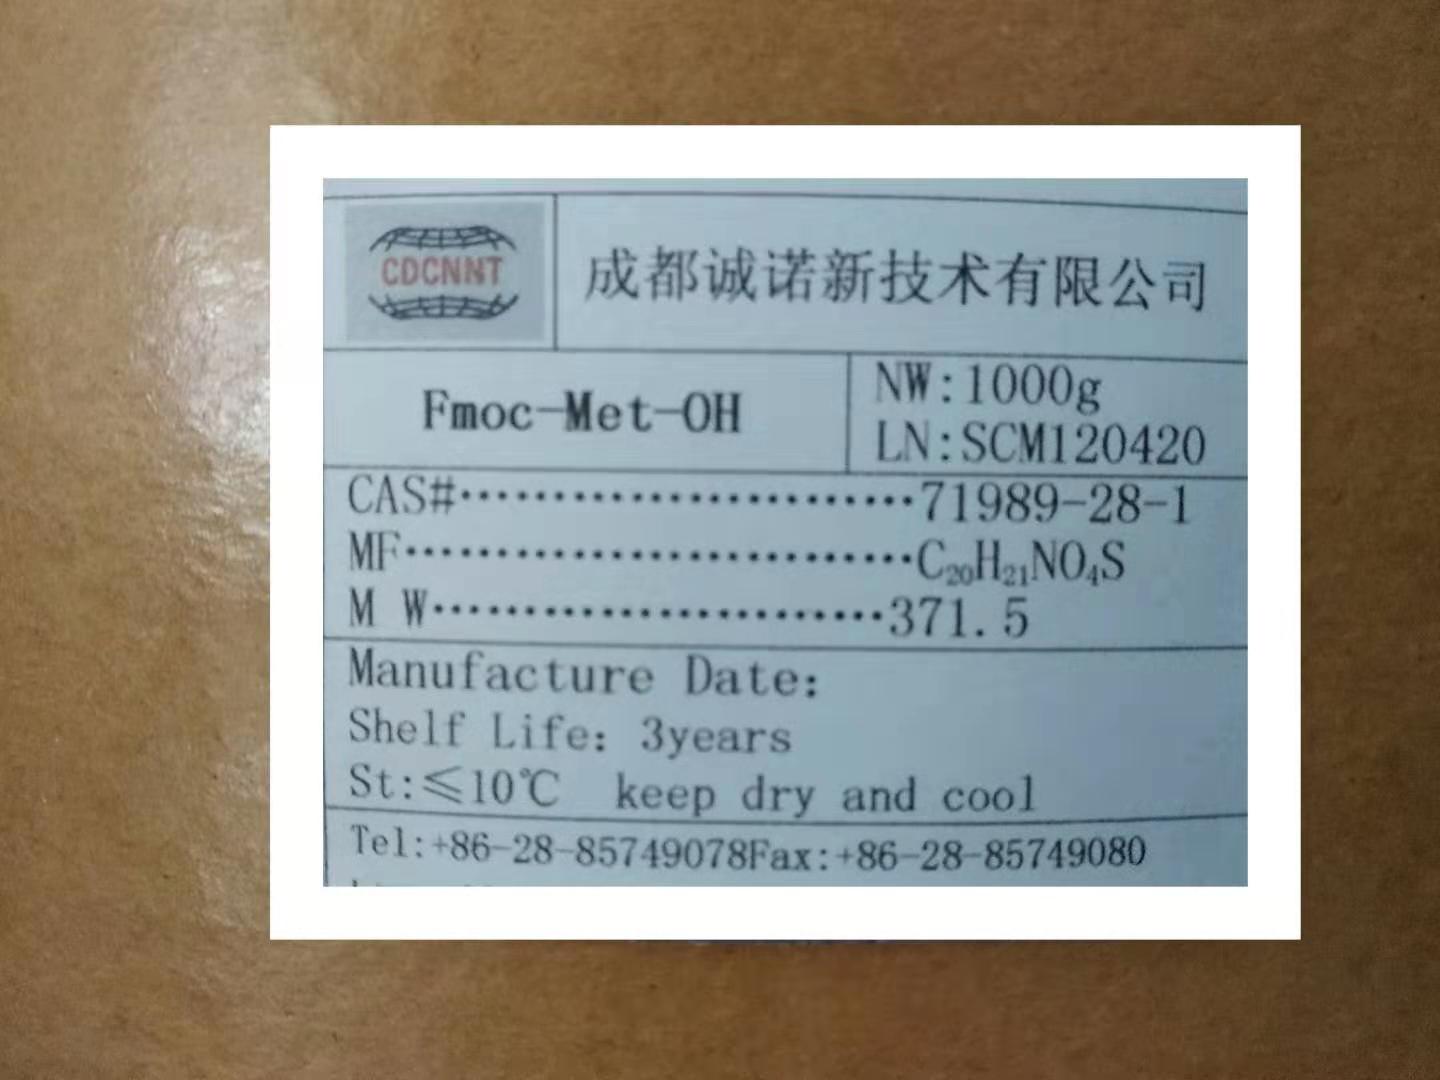 CDCNNT
成都诚诺新技术有限公司
Fmoc-Met-OH
NW:1000g
LN:SCM120420
CAS#························71989-28-1
MF···························C₂₀H₂₁NO₄S
M W························371.5
Manufacture Date:
Shelf Life: 3years
St:≤10℃ keep dry and cool
Tel:+86-28-85749078Fax:+86-28-85749080